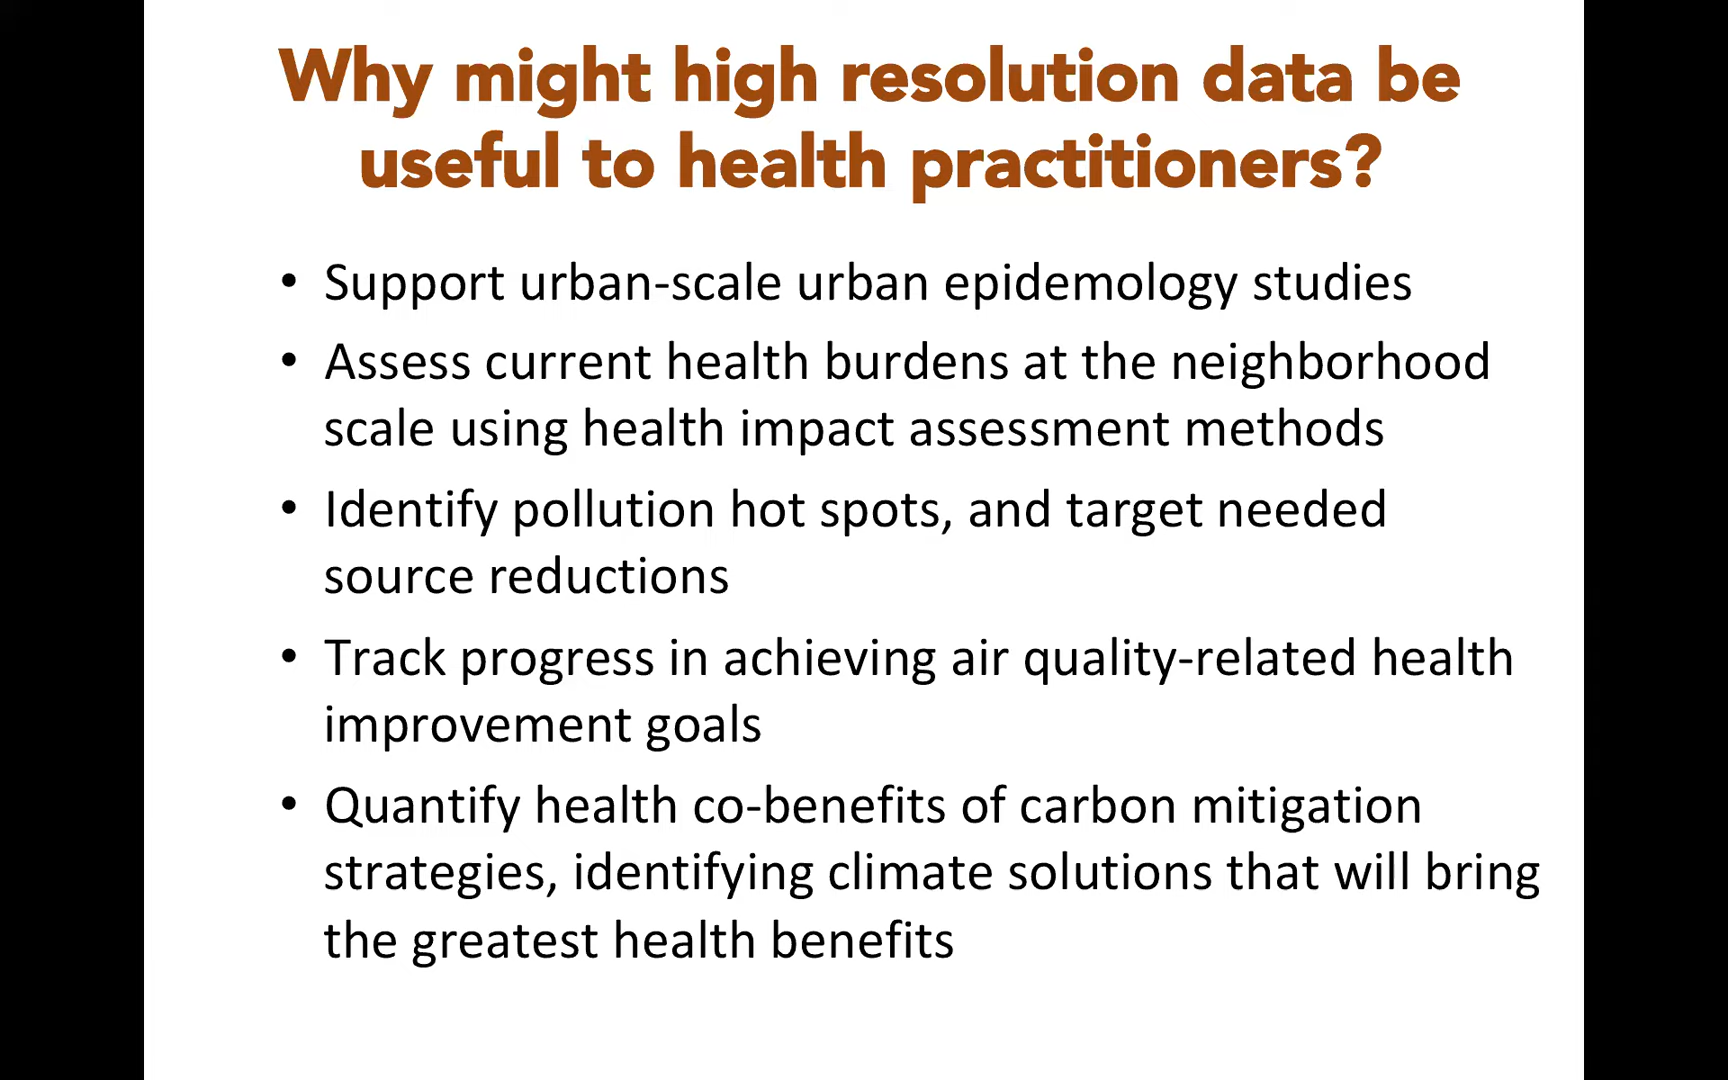 Why might high resolution data be
useful to health practitioners?
• Support urban-scale urban epidemology studies
• Assess current health burdens at the neighborhood
scale using health impact assessment methods
• Identify pollution hot spots, and target needed
source reductions
• Track progress in achieving air quality-related health
improvement goals
• Quantify health co-benefits of carbon mitigation
strategies, identifying climate solutions that will bring
the greatest health benefits